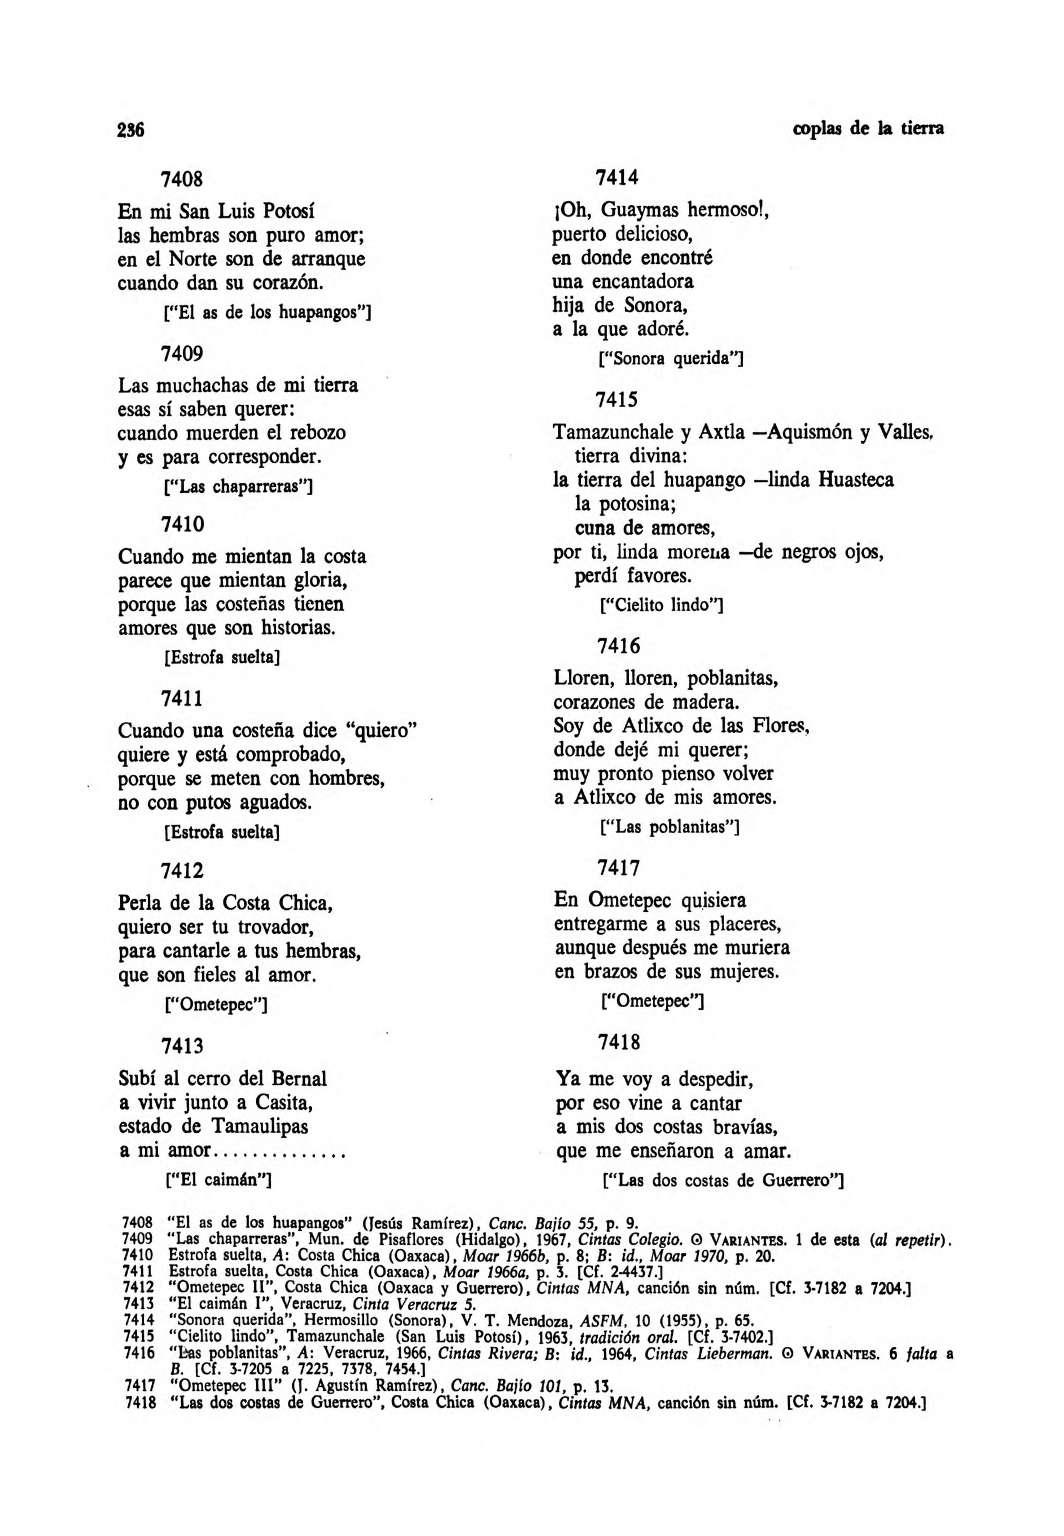 236
coplas de la tierra
7408
En mi San Luis Potosí
las hembras son puro amor;
en el Norte son de arranque
cuando dan su corazón.
["El as de los huapangos"]
7409
Las muchachas de mi tierra
esas sí saben querer:
cuando muerden el rebozo
y es para corresponder.
["Las chaparreras"]
7410
Cuando me mientan la costa
parece que mientan gloria,
porque las costeñas tienen
amores que son historias.
[Estrofa suelta]
7411
Cuando una costeña dice “quiero”
quiere y está comprobado,
porque se meten con hombres,
no con putos aguados.
[Estrofa suelta]
7412
Perla de la Costa Chica,
quiero ser tu trovador,
para cantarle a tus hembras,
que son fieles al amor.
["Ometepec"]
7413
Subí al cerro del Bernal
a vivir junto a Casita,
estado de Tamaulipas
a mi amor..............
["El caimán"]
7414
¡Oh, Guaymas hermoso!,
puerto delicioso,
en donde encontré
una encantadora
hija de Sonora,
a la que adoré.
["Sonora querida"]
7415
Tamazunchale y Axtla —Aquismón y Valles,
tierra divina:
la tierra del huapango —linda Huasteca
la potosina;
cuna de amores,
por ti, linda morena —de negros ojos,
perdí favores.
["Cielito lindo"]
7416
Lloren, lloren, poblanitas,
corazones de madera.
Soy de Atlixco de las Flores,
donde dejé mi querer;
muy pronto pienso volver
a Atlixco de mis amores.
["Las poblanitas"]
7417
En Ometepec quisiera
entregarme a sus placeres,
aunque después me muriera
en brazos de sus mujeres.
["Ometepec"]
7418
Ya me voy a despedir,
por eso vine a cantar
a mis dos costas bravías,
que me enseñaron a amar.
["Las dos costas de Guerrero"]
7408 "El as de los huapangos" (Jesús Ramírez), Canc. Bajío 55, p. 9.
7409 "Las chaparreras", Mun. de Pisaflores (Hidalgo), 1967, Cintas Colegio. ⊙ VARIANTES. 1 de esta (al repetir).
7410 Estrofa suelta, A: Costa Chica (Oaxaca), Moar 1966b, p. 8; B: id., Moar 1970, p. 20.
7411 Estrofa suelta, Costa Chica (Oaxaca), Moar 1966a, p. 3. [Cf. 2-4437.]
7412 "Ometepec II", Costa Chica (Oaxaca y Guerrero), Cintas MNA, canción sin núm. [Cf. 3-7182 a 7204.]
7413 "El caimán I", Veracruz, Cinta Veracruz 5.
7414 "Sonora querida", Hermosillo (Sonora), V. T. Mendoza, ASFM, 10 (1955), p. 65.
7415 "Cielito lindo", Tamazunchale (San Luis Potosí), 1963, tradición oral. [Cf. 3-7402.]
7416 "Las poblanitas", A: Veracruz, 1966, Cintas Rivera; B: id., 1964, Cintas Lieberman. ⊙ VARIANTES. 6 falta a
B. [Cf. 3-7205 a 7225, 7378, 7454.]
7417 "Ometepec III" (J. Agustín Ramírez), Canc. Bajío 101, p. 13.
7418 "Las dos costas de Guerrero", Costa Chica (Oaxaca), Cintas MNA, canción sin núm. [Cf. 3-7182 a 7204.]